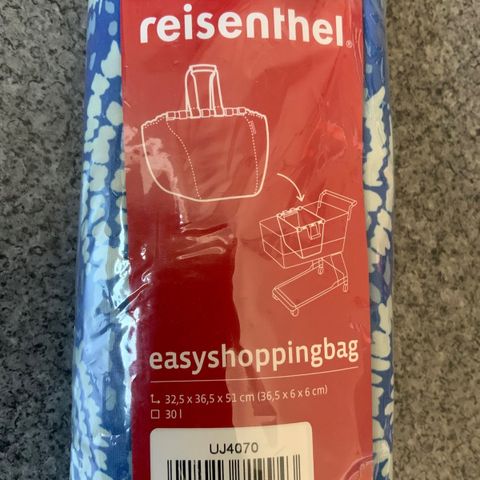 reisenthel®
easyshoppingbag
32,5 x 36,5 x 51 cm (36,5 x 6 x 6 cm)
30 l
UJ4070